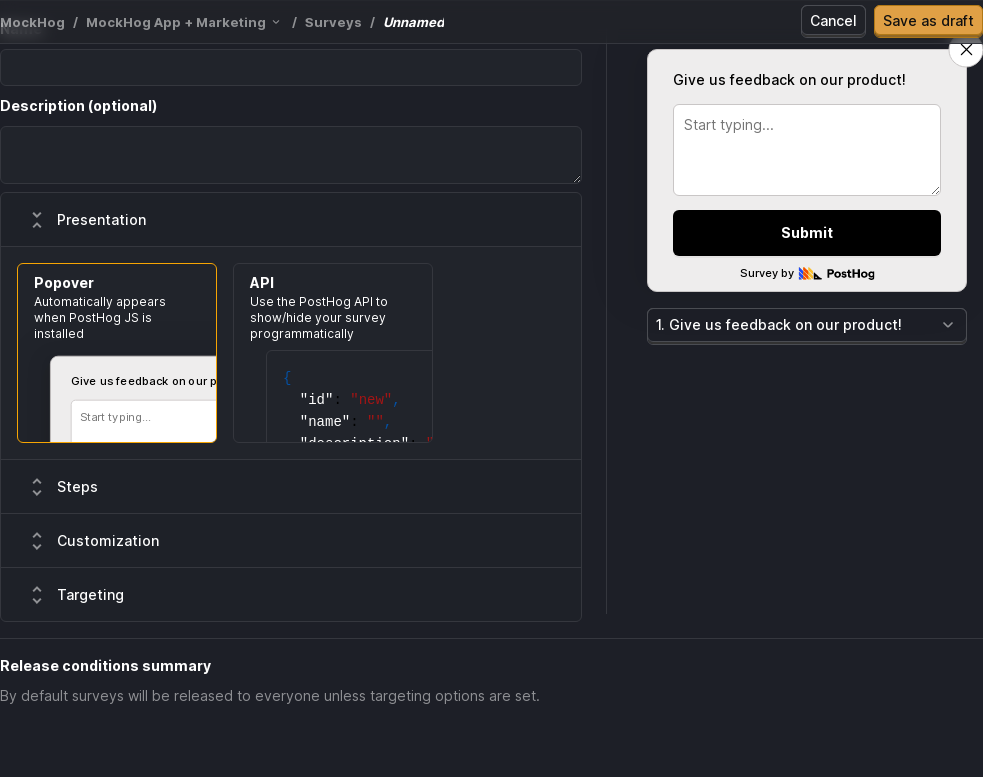 MockHog / MockHog App + Marketing / Surveys / Unnamed
Cancel
Save as draft
Name
Description (optional)
Presentation
Popover
Automatically appears
when PostHog JS is
installed
Give us feedback on our p
Start typing...
API
Use the PostHog API to
show/hide your survey
programmatically
{
"id": "new",
"name": "",
"description": "
Steps
Customization
Targeting
Give us feedback on our product!
Start typing...
Submit
Survey by PostHog
1. Give us feedback on our product!
Release conditions summary
By default surveys will be released to everyone unless targeting options are set.